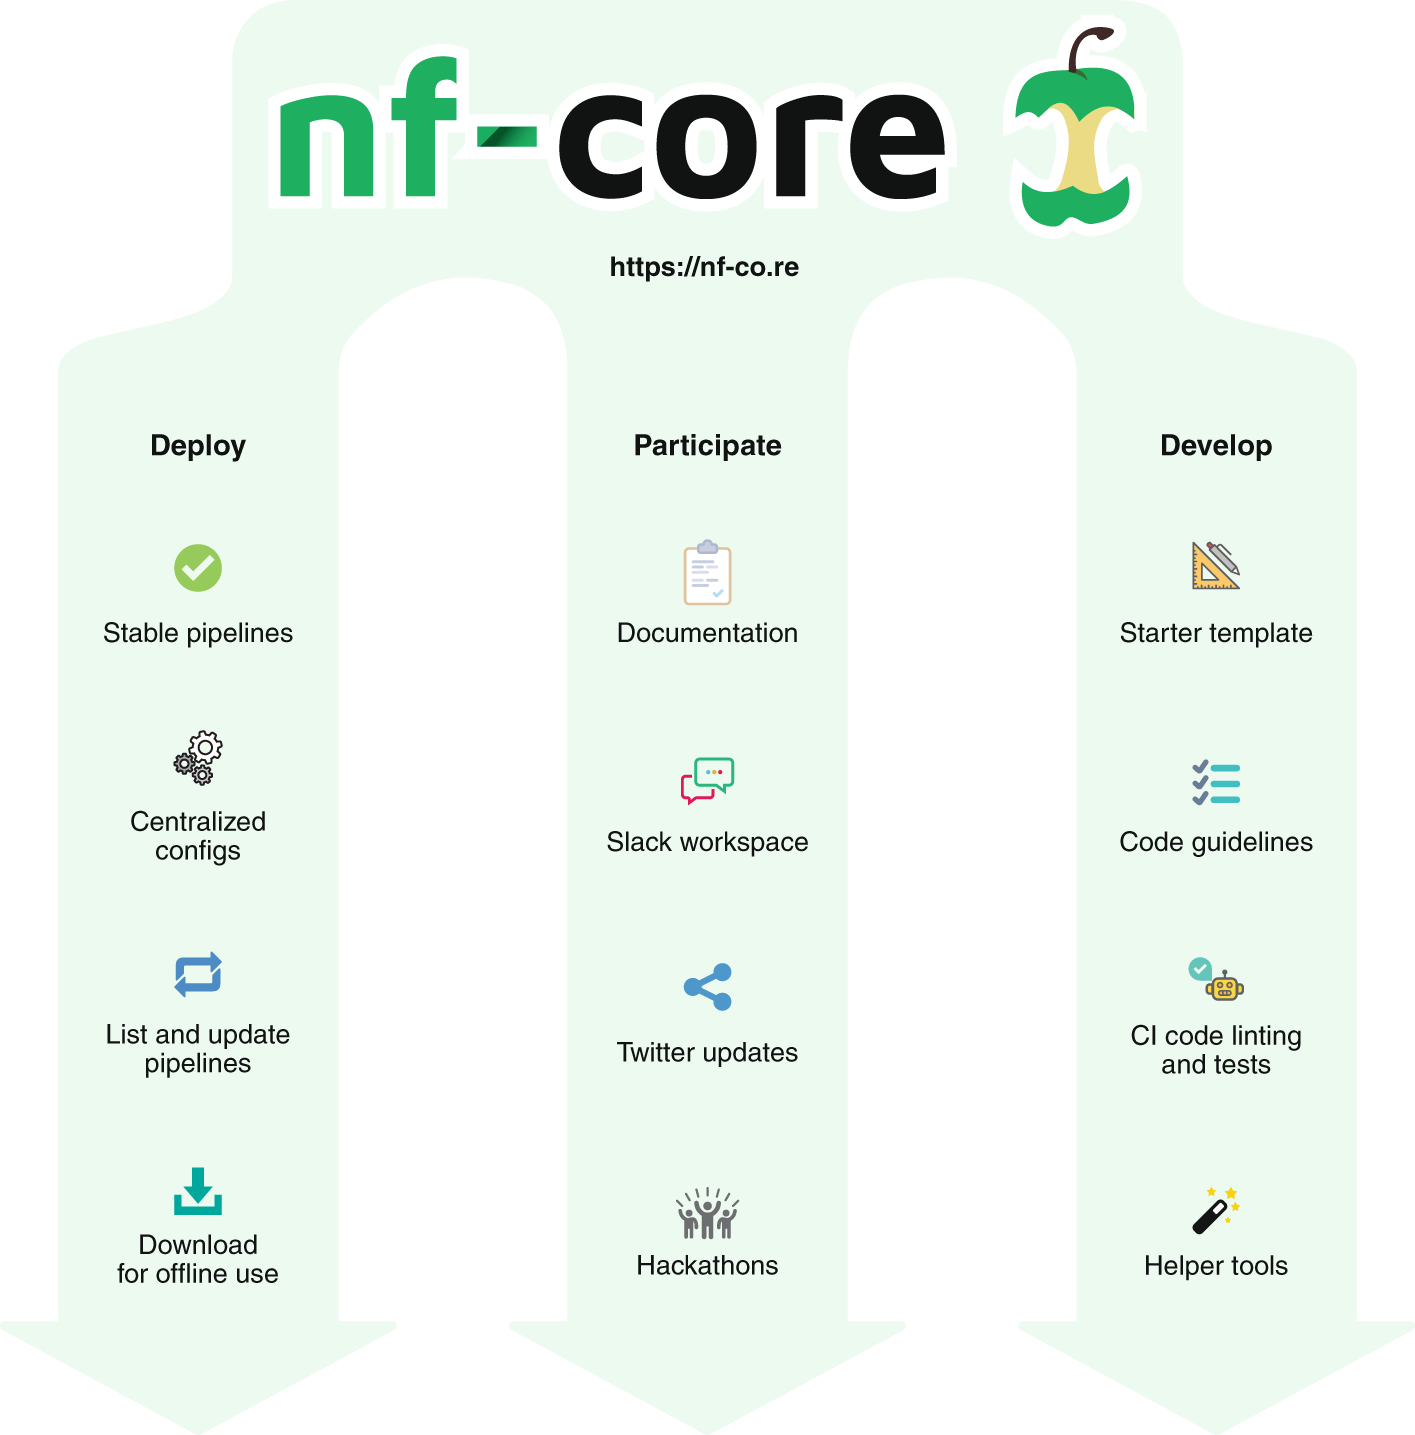 nf-core
https://nf-co.re
Deploy
Stable pipelines
Centralized
configs
List and update
pipelines
Download
for offline use
Participate
Documentation
Slack workspace
Twitter updates
Hackathons
Develop
Starter template
Code guidelines
CI code linting
and tests
Helper tools